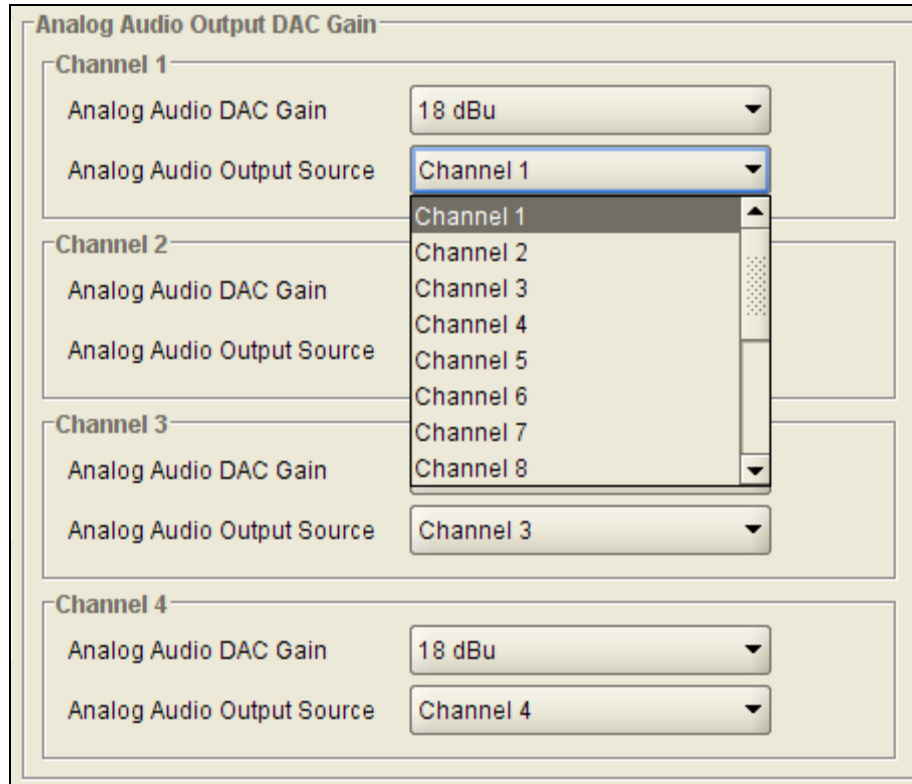 Analog Audio Output DAC Gain
Channel 1
Analog Audio DAC Gain 18 dBu
Analog Audio Output Source Channel 1
Channel 1
Channel 2
Channel 3
Channel 4
Channel 5
Channel 6
Channel 7
Channel 8
Channel 2
Analog Audio DAC Gain
Analog Audio Output Source
Channel 3
Analog Audio DAC Gain
Analog Audio Output Source Channel 3
Channel 4
Analog Audio DAC Gain 18 dBu
Analog Audio Output Source Channel 4